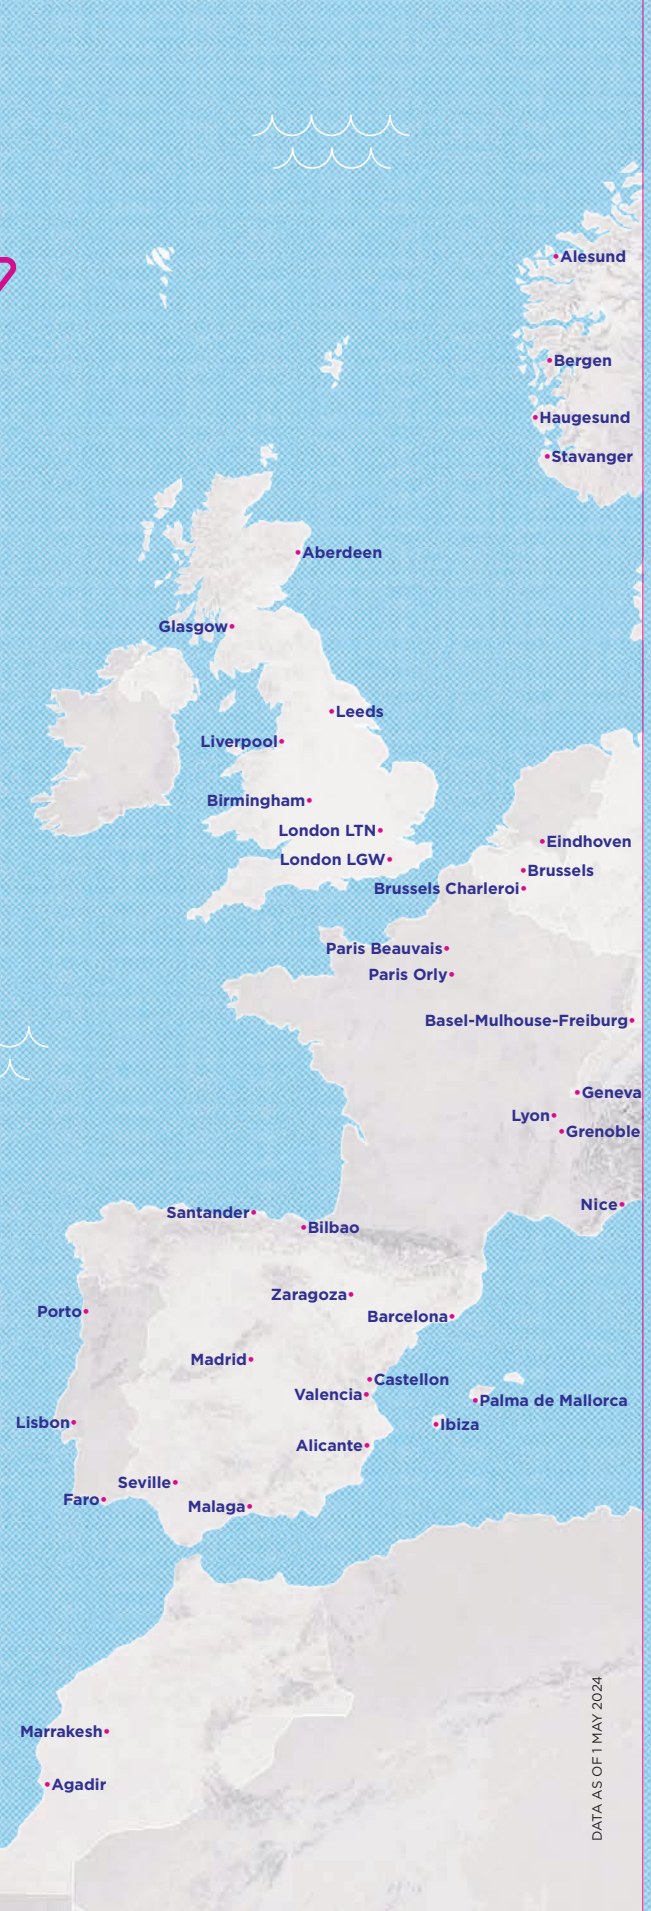 Alesund
Bergen
Haugesund
Stavanger
Aberdeen
Glasgow
Leeds
Liverpool
Birmingham
London LTN
Eindhoven
London LGW
Brussels
Brussels Charleroi
Paris Beauvais
Paris Orly
Basel-Mulhouse-Freiburg
Geneva
Lyon
Grenoble
Nice
Santander
Bilbao
Zaragoza
Porto
Barcelona
Madrid
Castellon
Valencia
Palma de Mallorca
Lisbon
Ibiza
Alicante
Seville
Faro
Malaga
Marrakesh
Agadir
DATA AS OF 1 MAY 2024